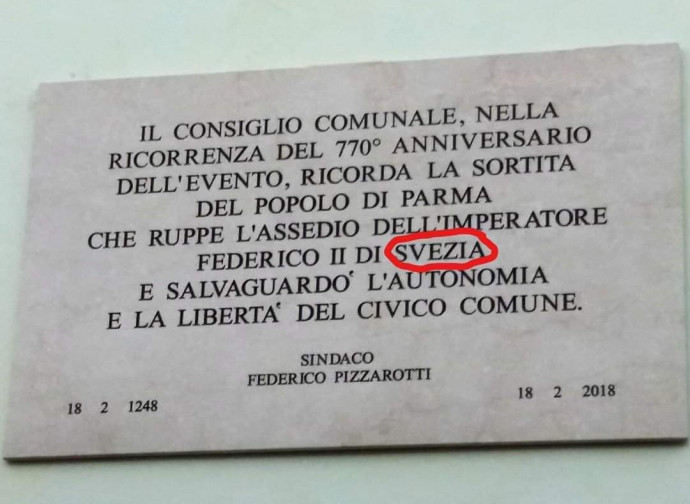 IL CONSIGLIO COMUNALE, NELLA
RICORRENZA DEL 770° ANNIVERSARIO
DELL'EVENTO, RICORDA LA SORTITA
DEL POPOLO DI PARMA
CHE RUPPE L'ASSEDIO DELL'IMPERATORE
FEDERICO II DI SVEZIA
E SALVAGUARDO' L'AUTONOMIA
E LA LIBERTA' DEL CIVICO COMUNE.
SINDACO
FEDERICO PIZZAROTTI
18 2 1248
18 2 2018